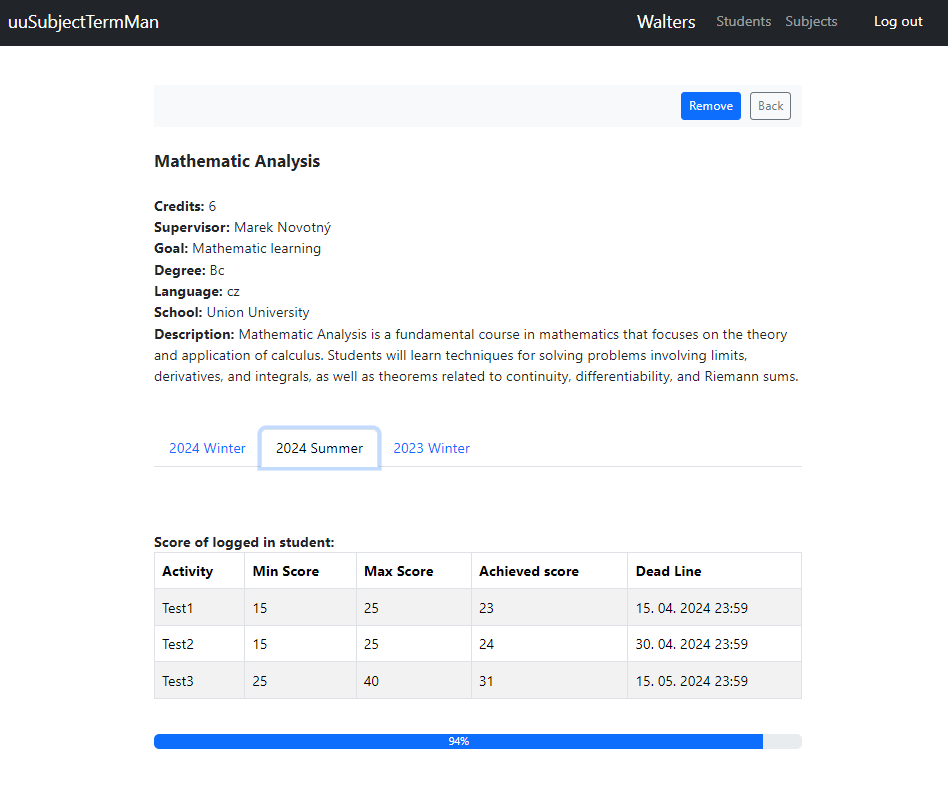 uuSubjectTermMan Walters Students Subjects Log out
Remove Back
Mathematic Analysis
Credits: 6
Supervisor: Marek Novotný
Goal: Mathematic learning
Degree: Bc
Language: cz
School: Union University
Description: Mathematic Analysis is a fundamental course in mathematics that focuses on the theory
and application of calculus. Students will learn techniques for solving problems involving limits,
derivatives, and integrals, as well as theorems related to continuity, differentiability, and Riemann sums.
2024 Winter 2024 Summer 2023 Winter
Score of logged in student:
Activity Min Score Max Score Achieved score Dead Line
Test1 15 25 23 15. 04. 2024 23:59
Test2 15 25 24 30. 04. 2024 23:59
Test3 25 40 31 15. 05. 2024 23:59
94%